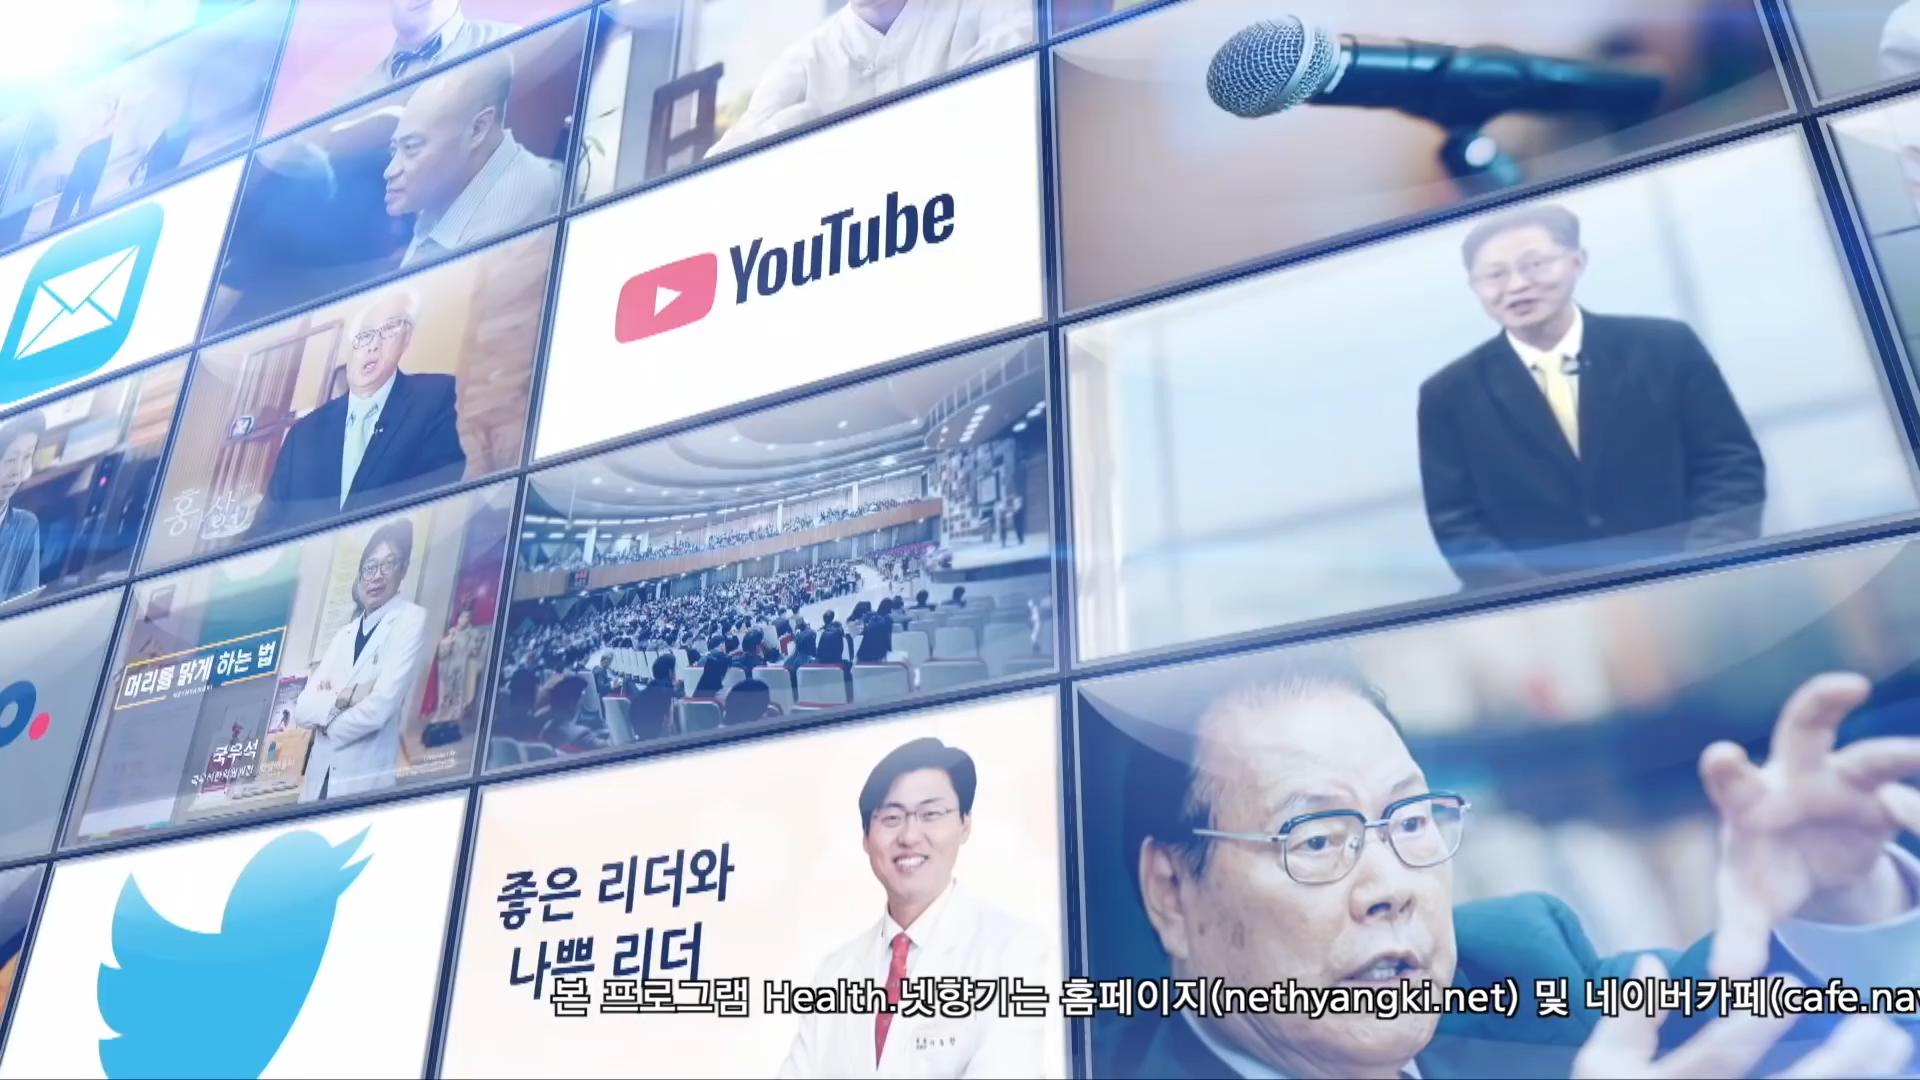 YouTube
머리를 맑게 하는 법
NETHYANGKI
국우석
좋은 리더와
나쁜 리더
본 프로그램 Health.넷향기는 홈페이지(nethyangki.net) 및 네이버카페(cafe.nav